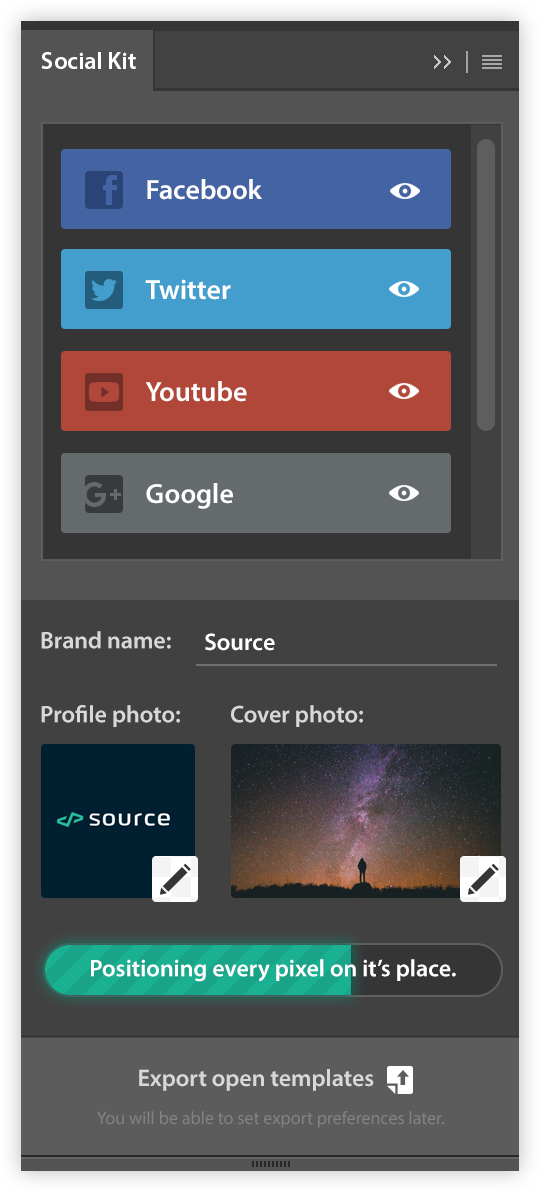 Social Kit
Facebook
Twitter
Youtube
G+
Google
Brand name: Source
Profile photo: Cover photo:
</> source
Positioning every pixel on it's place.
Export open templates
You will be able to set export preferences later.